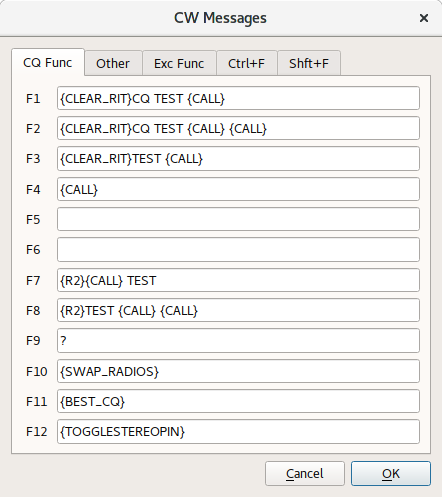 CW Messages
CQ Func Other Exc Func Ctrl+F Shft+F
F1 {CLEAR_RIT}CQ TEST {CALL}
F2 {CLEAR_RIT}CQ TEST {CALL} {CALL}
F3 {CLEAR_RIT}TEST {CALL}
F4 {CALL}
F5
F6
F7 {R2}{CALL} TEST
F8 {R2}TEST {CALL} {CALL}
F9 ?
F10 {SWAP_RADIOS}
F11 {BEST_CQ}
F12 {TOGGLESTEREOPIN}
Cancel OK